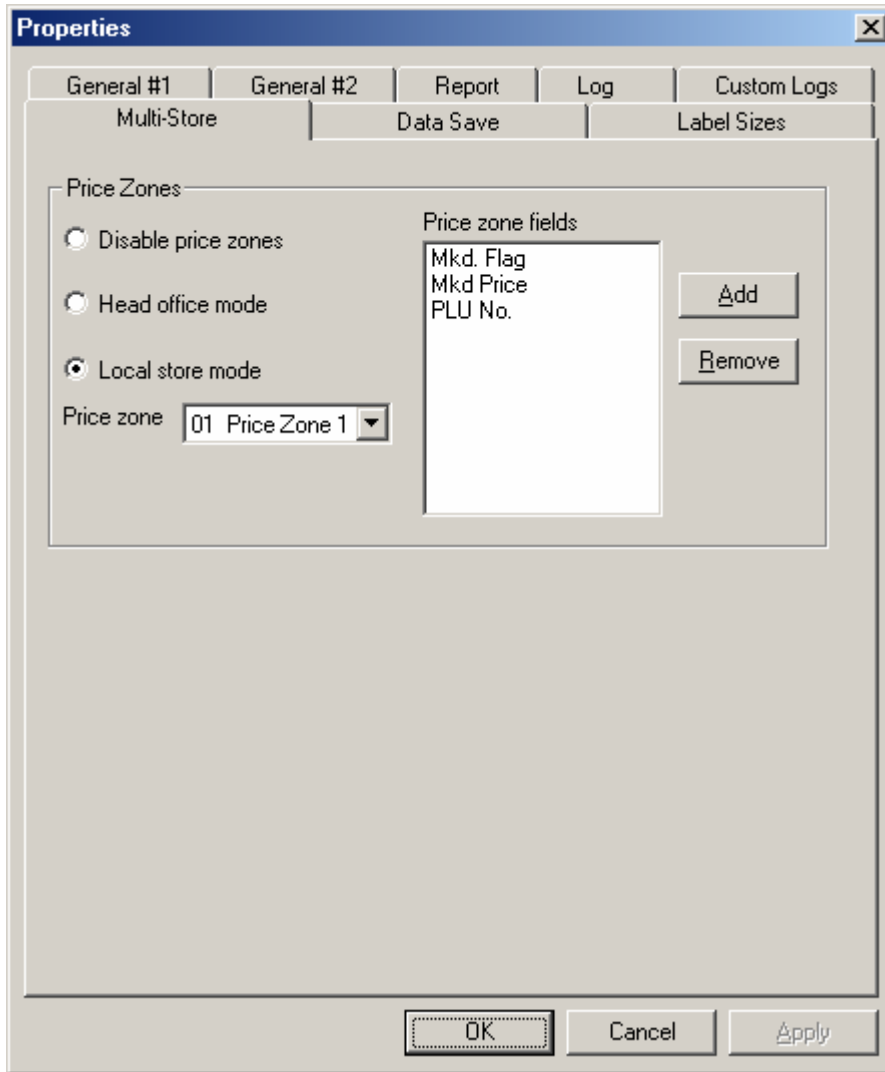 Properties
General #1 General #2 Report Log Custom Logs
Multi-Store Data Save Label Sizes
Price Zones
Disable price zones
Head office mode
Local store mode
Price zone 01 Price Zone 1
Price zone fields
Mkd. Flag
Mkd Price
PLU No.
Add
Remove
OK Cancel Apply